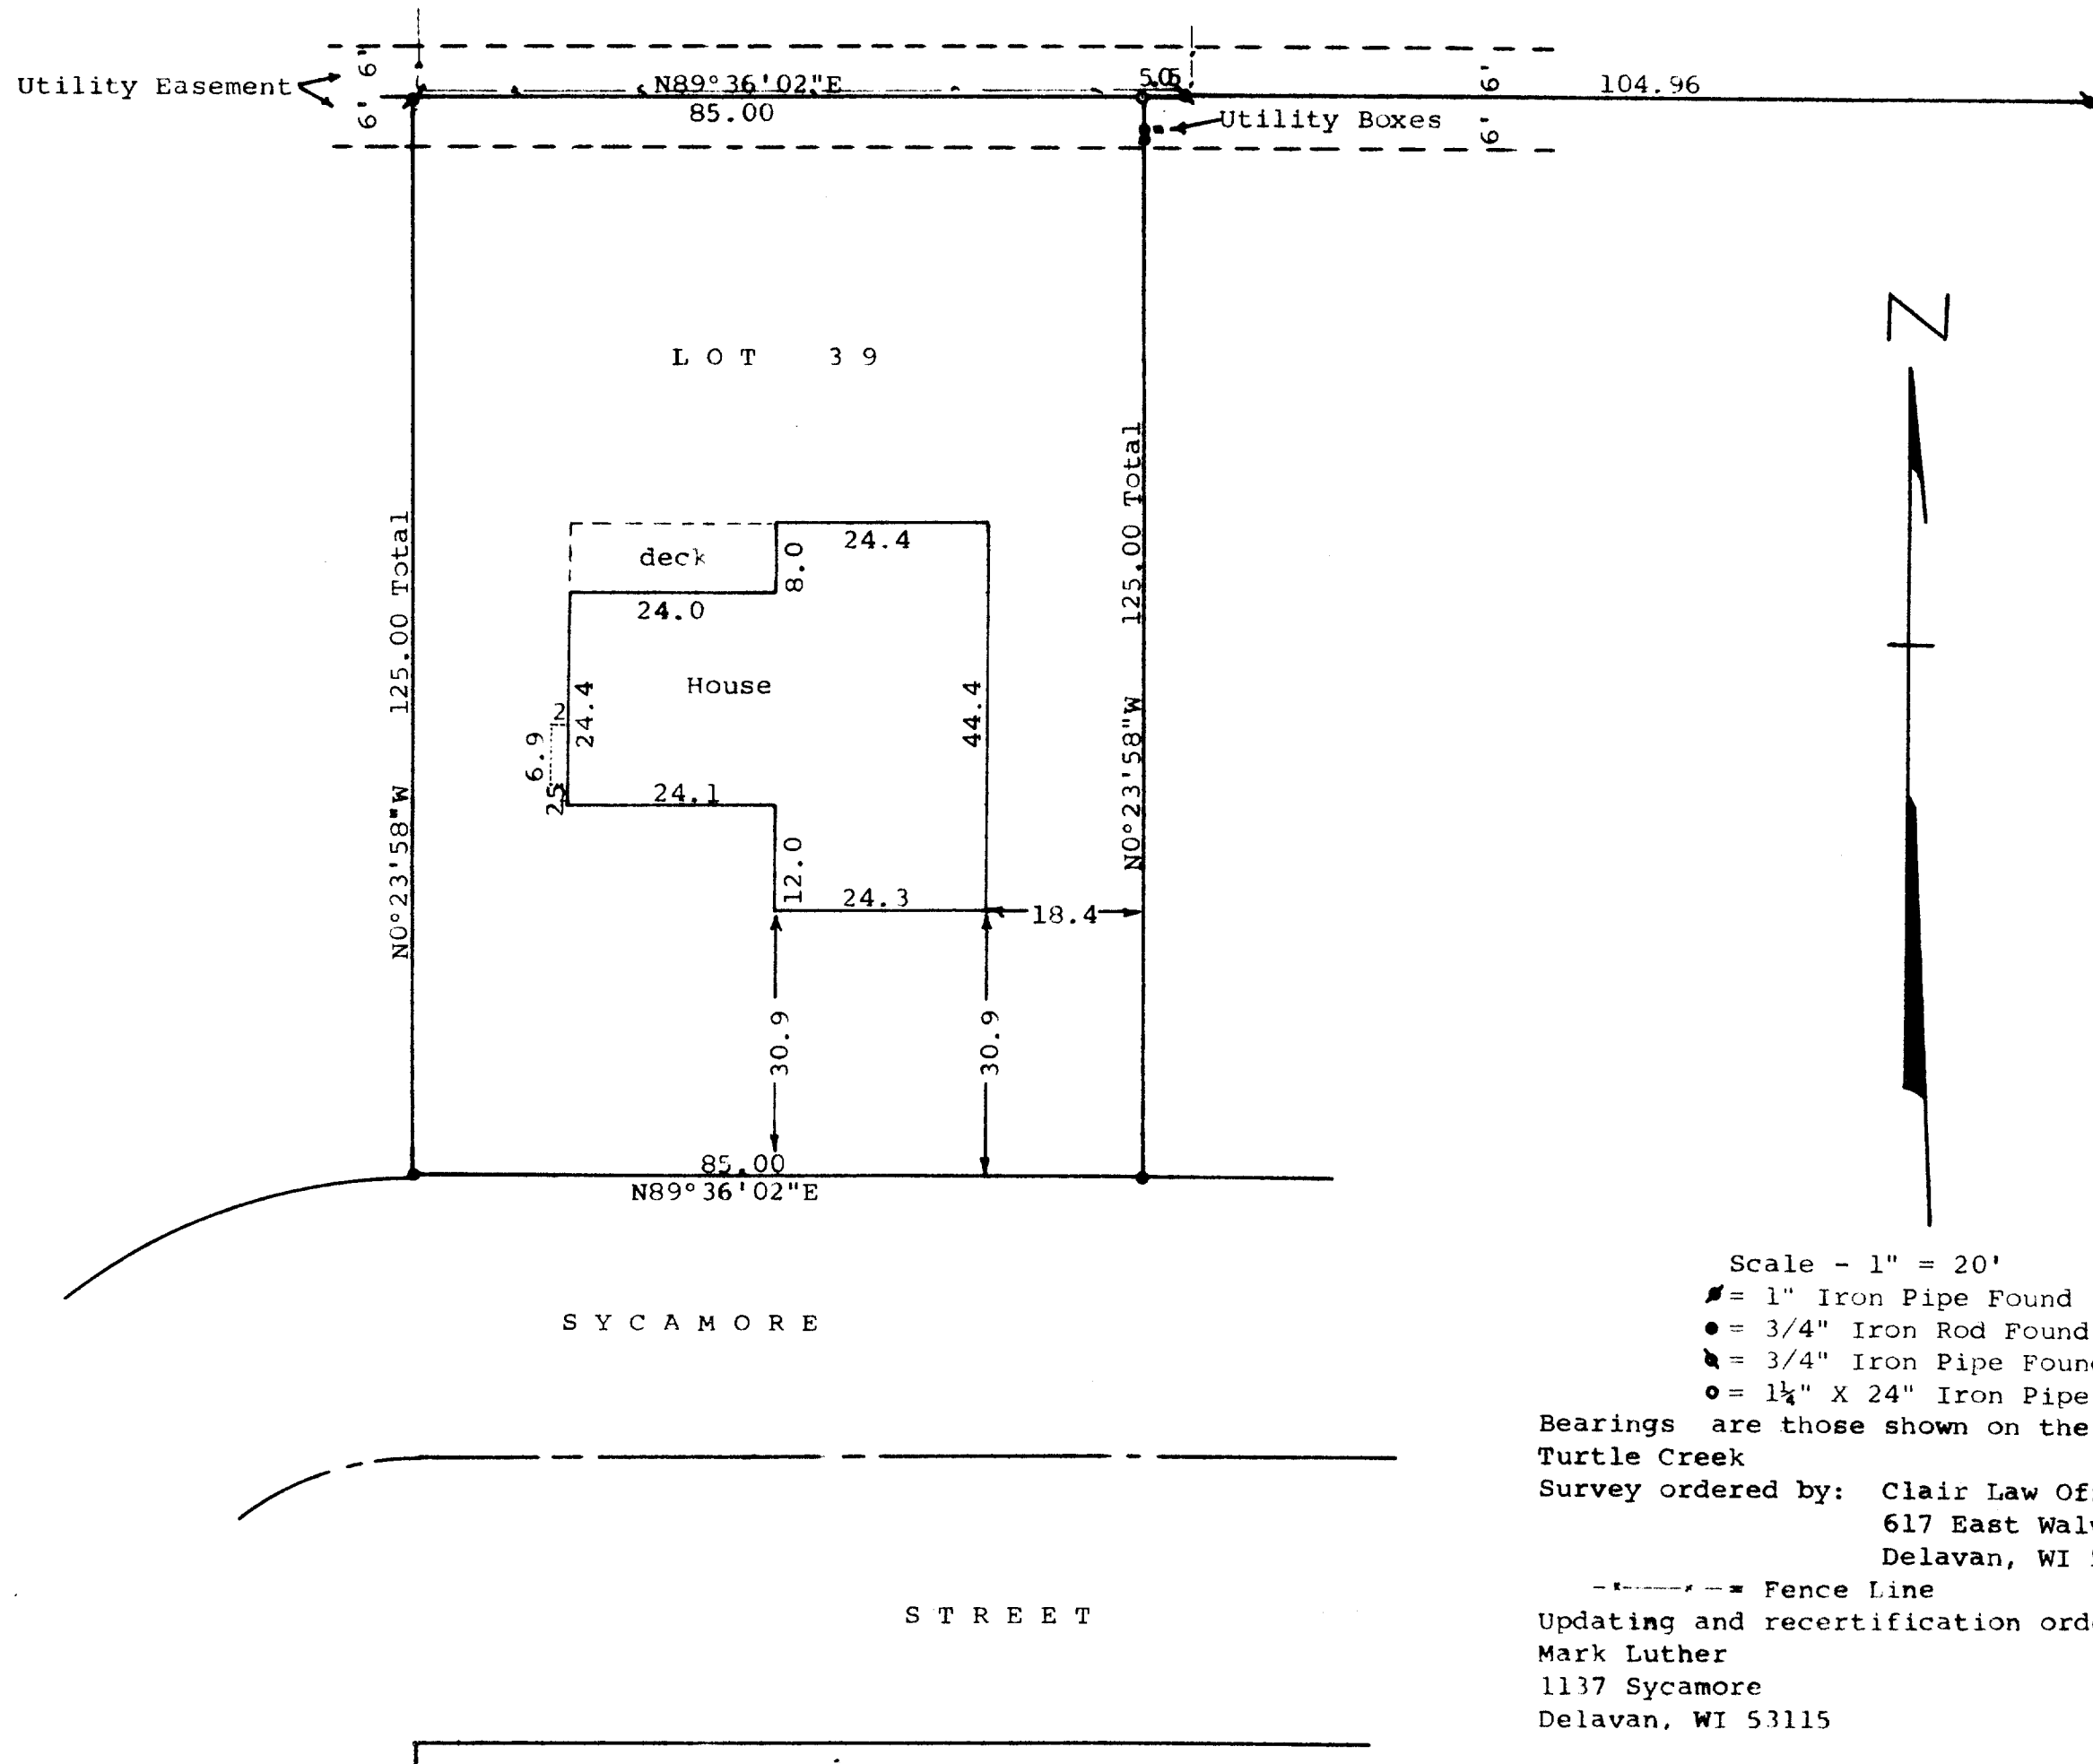 6'
Utility Easement
6'
N89°36'02"E
85.00
5.05
6'
104.96
Utility Boxes
6'
LOT 39
125.00 Total
N0°23'58"W
125.00 Total
N0°23'58"W
deck
24.4
8.0
24.0
House
24.4
44.4
2
6.9
25
24.1
12.0
24.3
18.4
30.9
30.9
85.00
N89°36'02"E
SYCAMORE
STREET
N
Scale - 1" = 20'
= 1" Iron Pipe Found
= 3/4" Iron Rod Found
= 3/4" Iron Pipe Foun
= 1¼" X 24" Iron Pipe
Bearings are those shown on the
Turtle Creek
Survey ordered by: Clair Law Of
617 East Wal
Delavan, WI
= Fence Line
Updating and recertification ord
Mark Luther
1137 Sycamore
Delavan, WI 53115